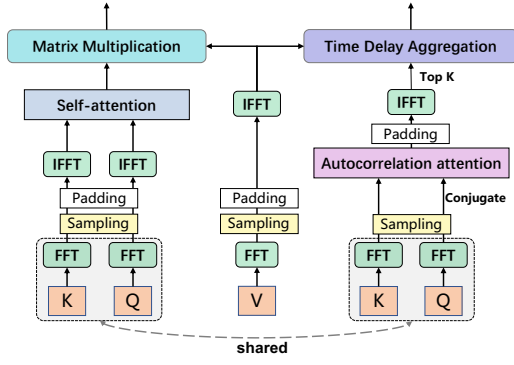 Matrix Multiplication
Time Delay Aggregation
Top K
IFFT
IFFT
Self-attention
Padding
Autocorrelation attention
IFFT
IFFT
Padding
Padding
Conjugate
Sampling
Sampling
Sampling
FFT
FFT
FFT
FFT
FFT
K
Q
V
K
Q
shared